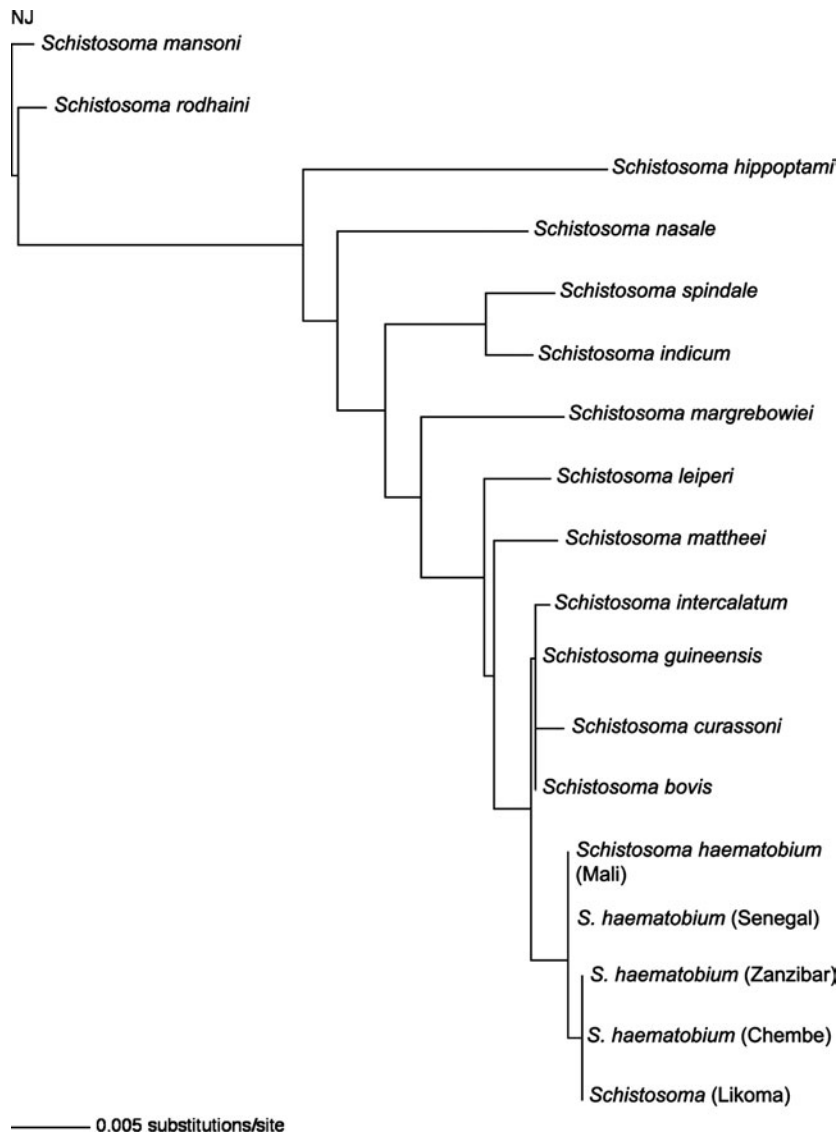 NJ
Schistosoma mansoni
Schistosoma rodhaini
Schistosoma hippoptami
Schistosoma nasale
Schistosoma spindale
Schistosoma indicum
Schistosoma margrebowiei
Schistosoma leiperi
Schistosoma mattheei
Schistosoma intercalatum
Schistosoma guineensis
Schistosoma curassoni
Schistosoma bovis
Schistosoma haematobium
(Mali)
S. haematobium (Senegal)
S. haematobium (Zanzibar)
S. haematobium (Chembe)
Schistosoma (Likoma)
0.005 substitutions/site